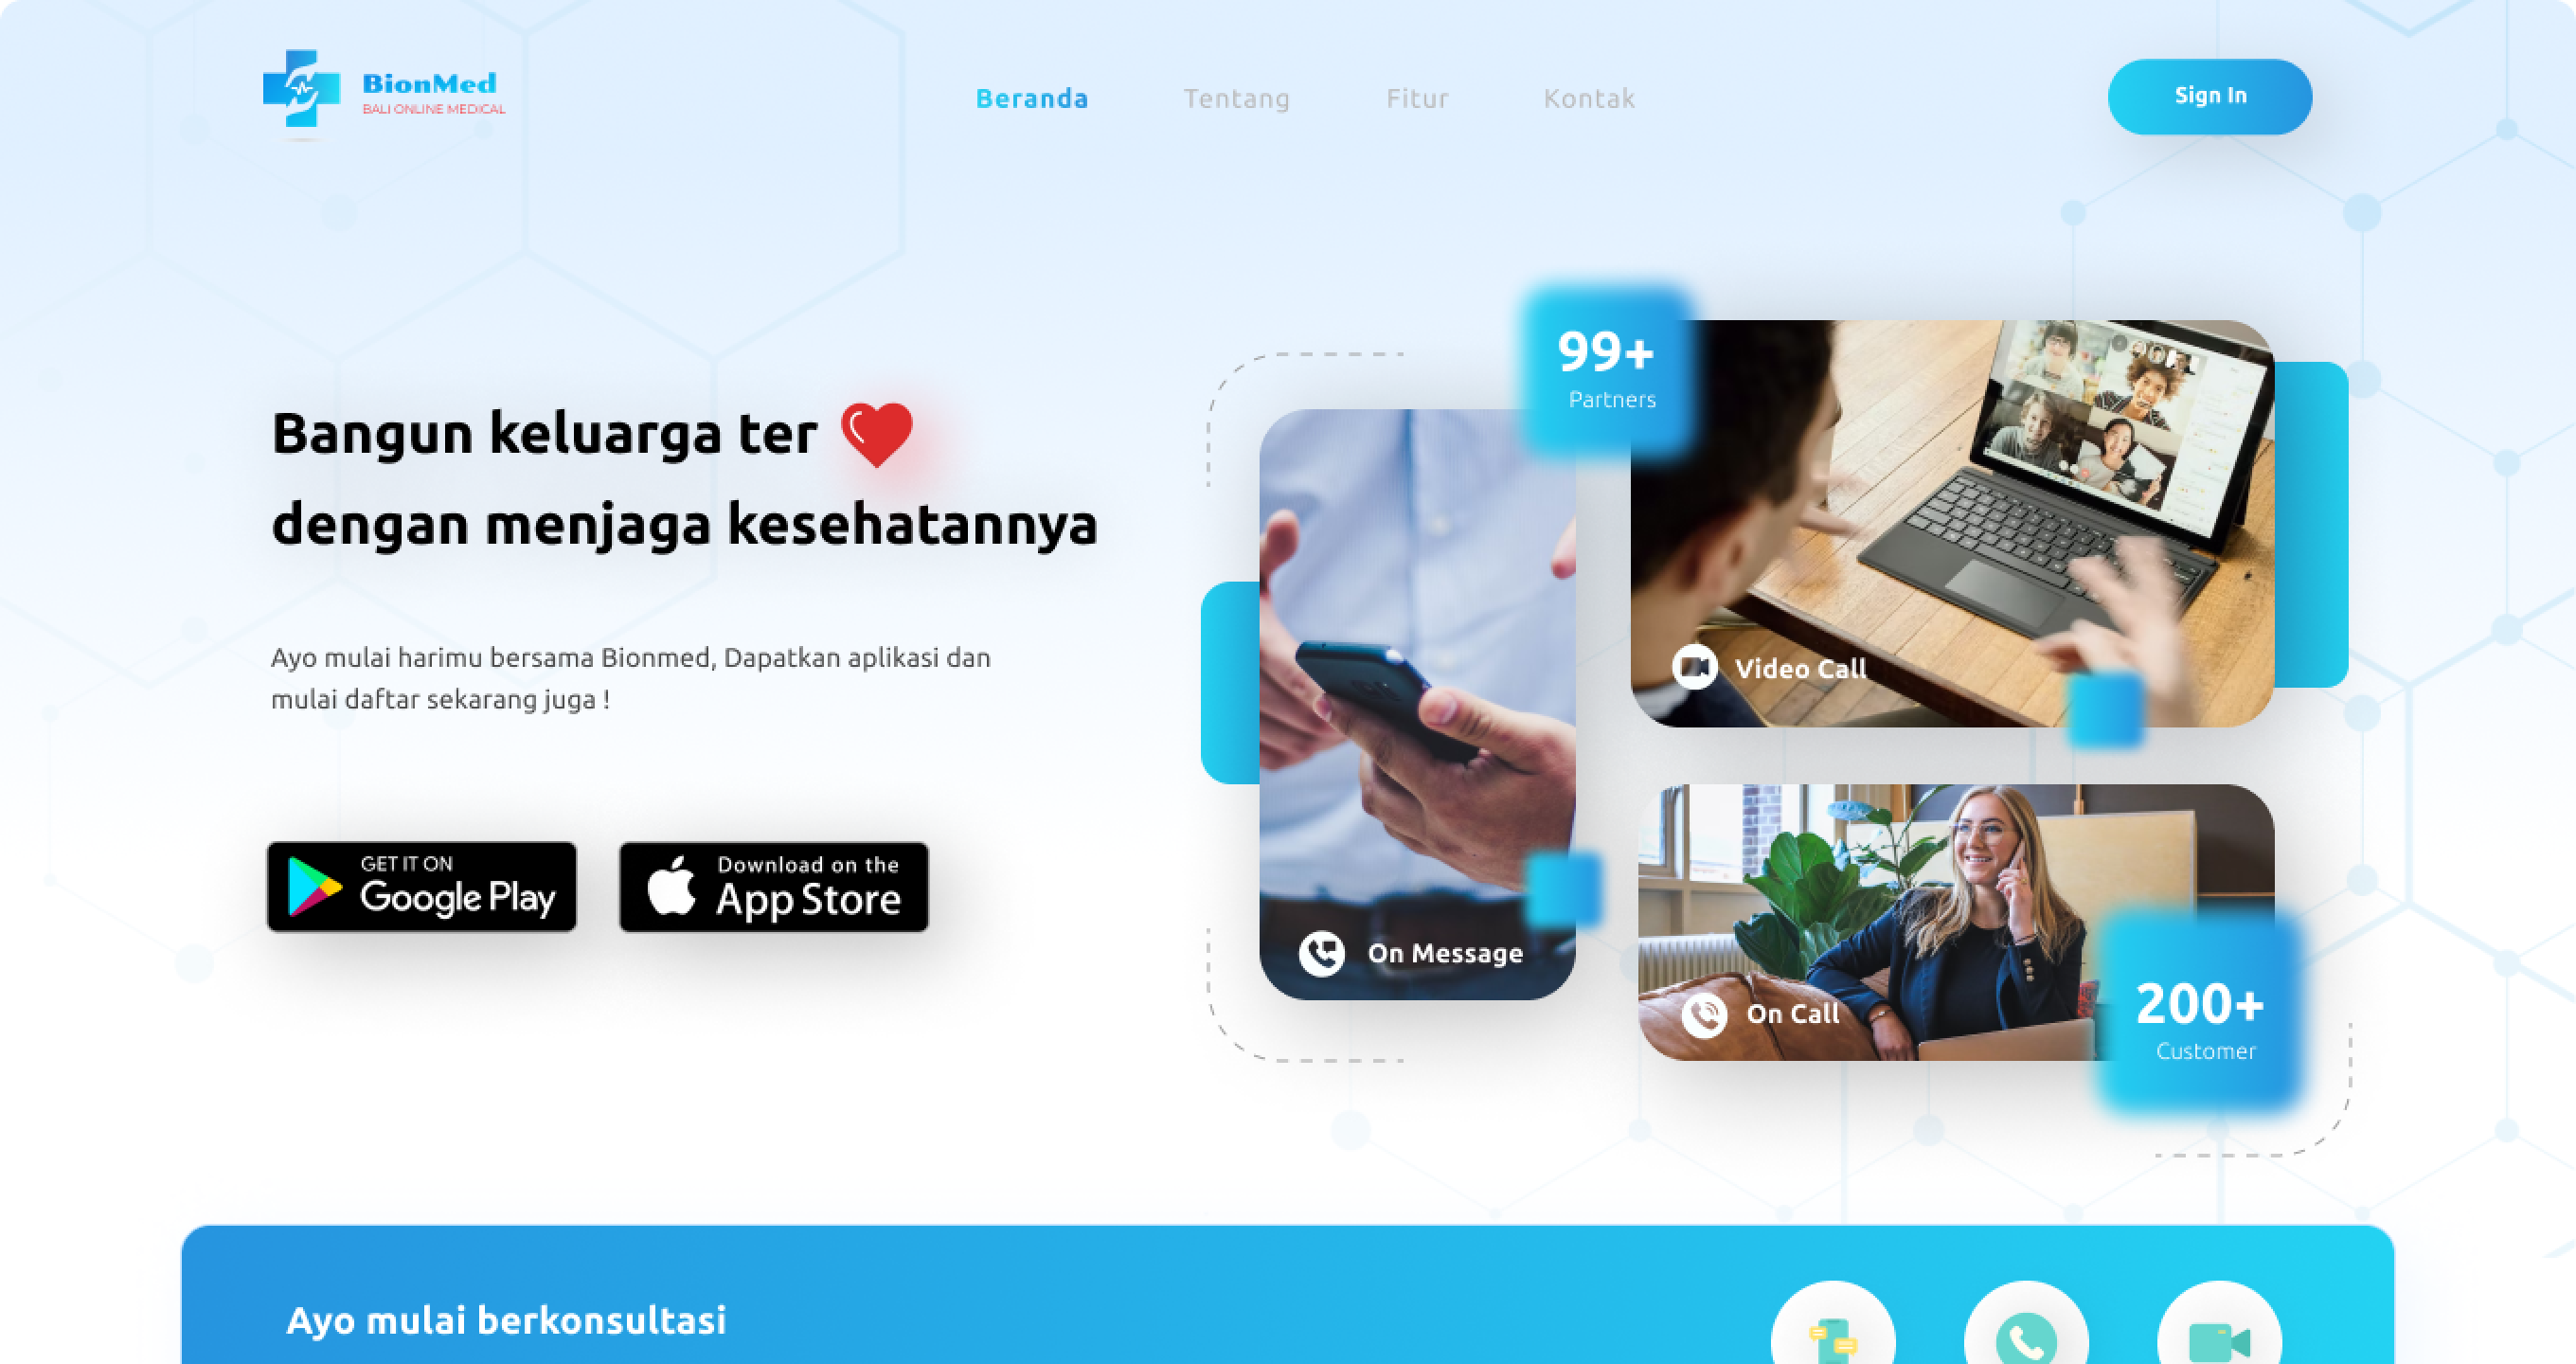 BionMed
BALI ONLINE MEDICAL
Beranda
Tentang
Fitur
Kontak
Sign In
Bangun keluarga ter
dengan menjaga kesehatannya
Ayo mulai harimu bersama Bionmed, Dapatkan aplikasi dan
mulai daftar sekarang juga !
GET IT ON
Google Play
Download on the
App Store
99+
Partners
Video Call
On Message
On Call
200+
Customer
Ayo mulai berkonsultasi